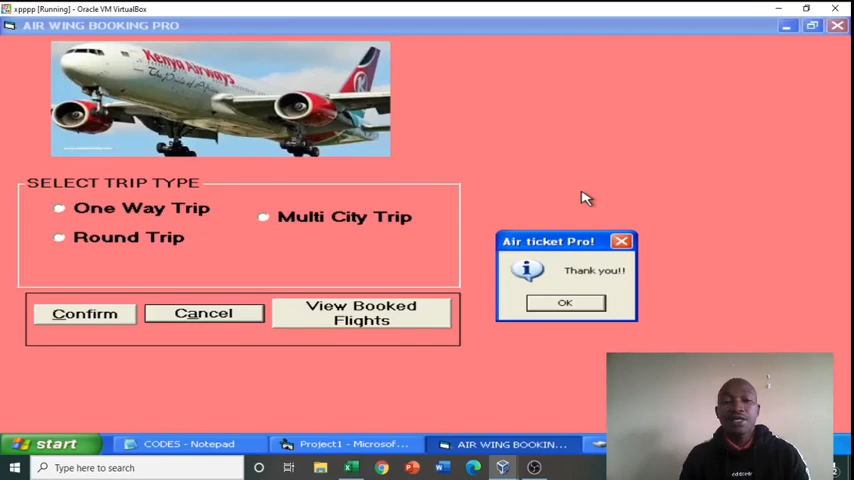 xpppp [Running] - Oracle VM VirtualBox
AIR WING BOOKING PRO
Kenya Airways
The Pride of Africa
SELECT TRIP TYPE
One Way Trip
Multi City Trip
Round Trip
Confirm
Cancel
View Booked
Flights
Air ticket Pro!
Thank you!!
OK
start
CODES - Notepad
Project1 - Microsof...
AIR WING BOOKIN...
Type here to search